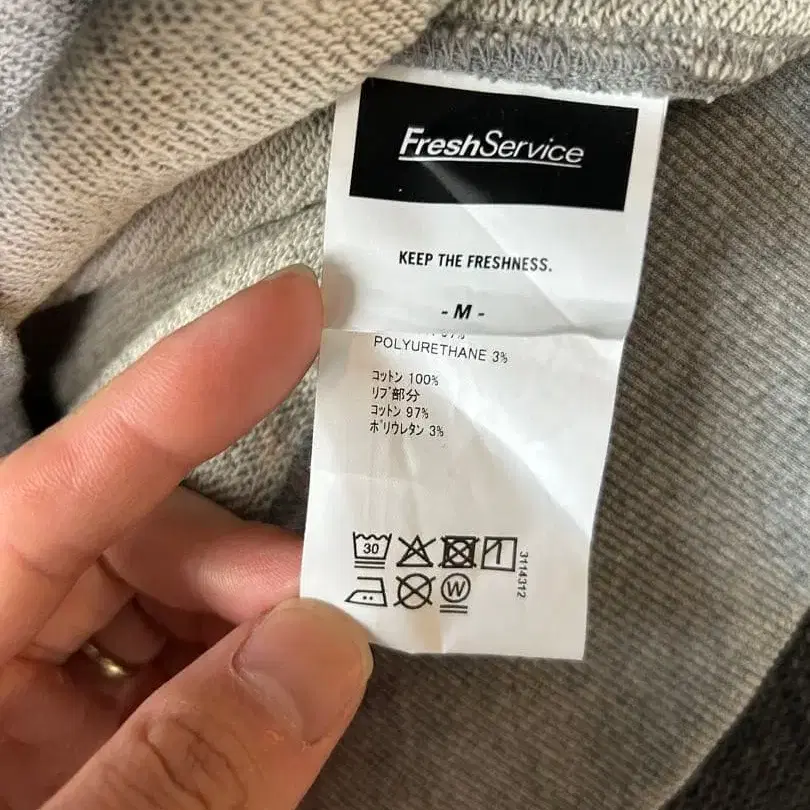 FreshService
KEEP THE FRESHNESS.
- M -
POLYURETHANE 3%
コットン 100%
リブ部分
コットン 97%
ポリウレタン 3%
30
W
3114312